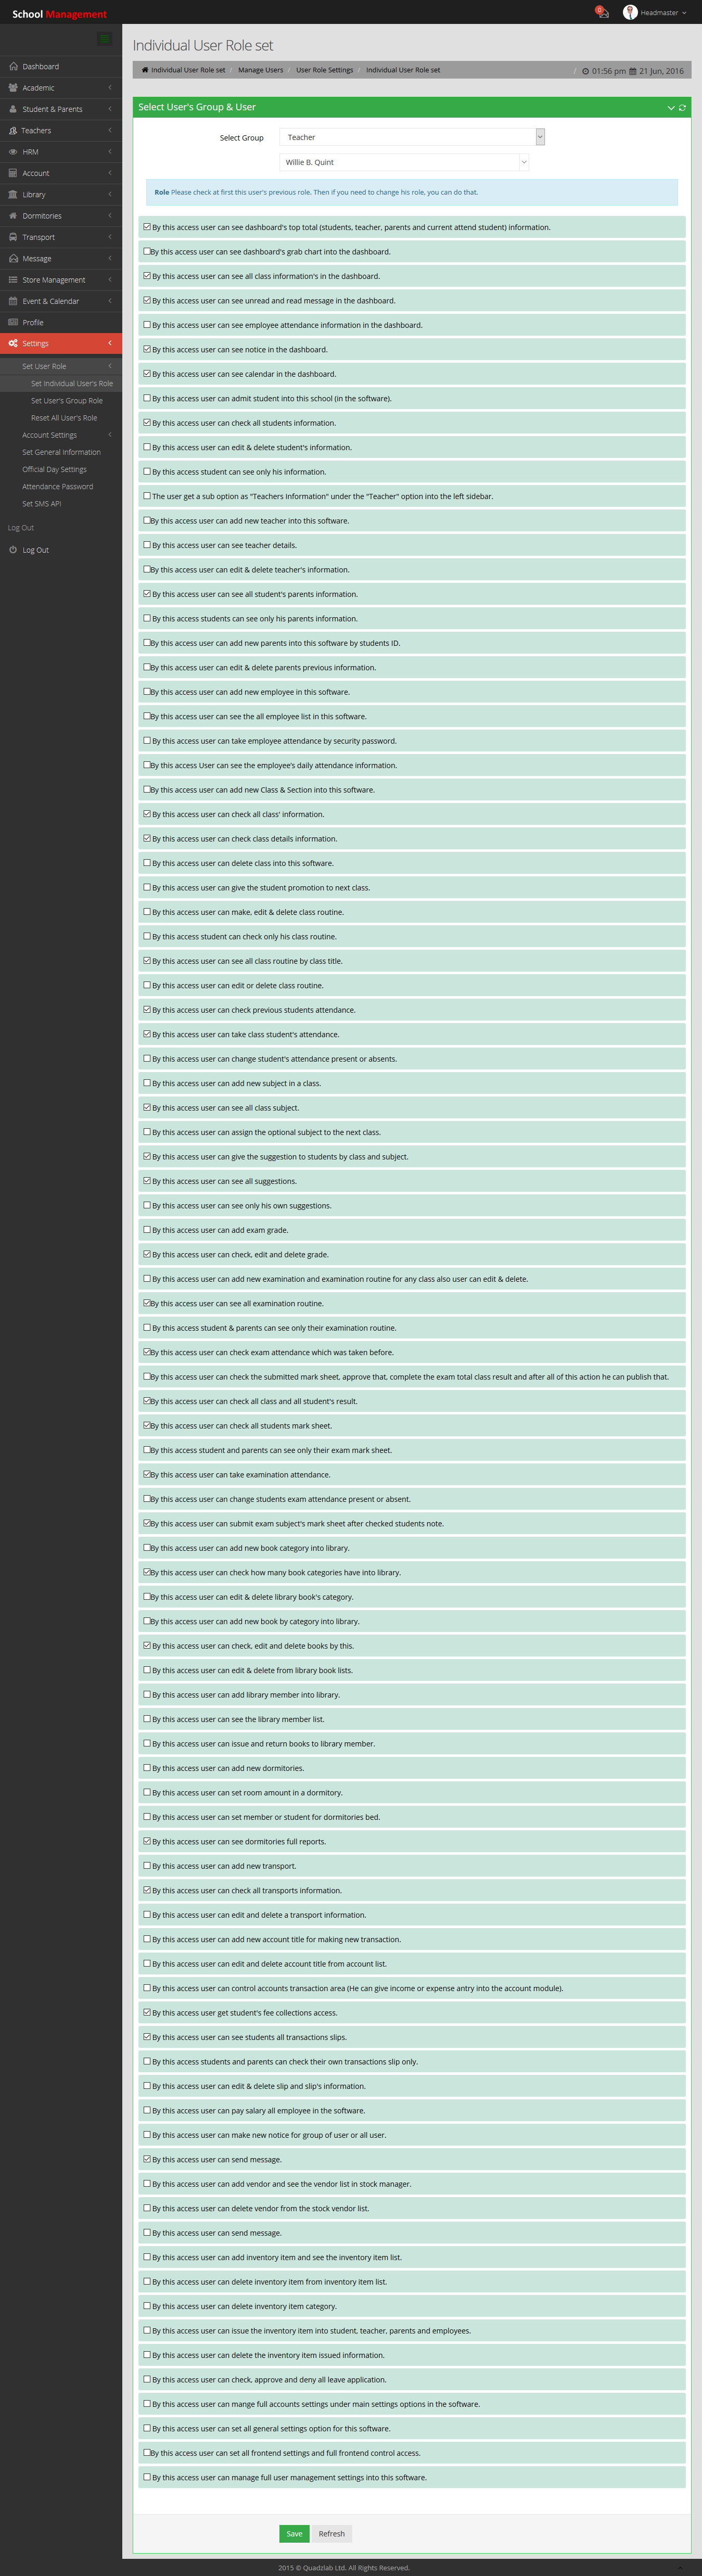 School Management
0
Headmaster
Dashboard
Academic
Student & Parents
Teachers
HRM
Account
Library
Dormitories
Transport
Message
Store Management
Event & Calendar
Profile
Settings
Set User Role
Set Individual User's Role
Set User's Group Role
Reset All User's Role
Account Settings
Set General Information
Official Day Settings
Attendance Password
Set SMS API
Log Out
Log Out
Individual User Role set
Individual User Role set / Manage Users / User Role Settings / Individual User Role set / 01:56 pm 21 Jun, 2016
Select User's Group & User
Select Group Teacher
Willie B. Quint
Role Please check at first this user's previous role. Then if you need to change his role, you can do that.
By this access user can see dashboard's top total (students, teacher, parents and current attend student) information.
By this access user can see dashboard's grab chart into the dashboard.
By this access user can see all class information's in the dashboard.
By this access user can see unread and read message in the dashboard.
By this access user can see employee attendance information in the dashboard.
By this access user can see notice in the dashboard.
By this access user can see calendar in the dashboard.
By this access user can admit student into this school (in the software).
By this access user can check all students information.
By this access user can edit & delete student's information.
By this access student can see only his information.
The user get a sub option as "Teachers Information" under the "Teacher" option into the left sidebar.
By this access user can add new teacher into this software.
By this access user can see teacher details.
By this access user can edit & delete teacher's information.
By this access user can see all student's parents information.
By this access students can see only his parents information.
By this access user can add new parents into this software by students ID.
By this access user can edit & delete parents previous information.
By this access user can add new employee in this software.
By this access user can see the all employee list in this software.
By this access user can take employee attendance by security password.
By this access User can see the employee's daily attendance information.
By this access user can add new Class & Section into this software.
By this access user can check all class' information.
By this access user can check class details information.
By this access user can delete class into this software.
By this access user can give the student promotion to next class.
By this access user can make, edit & delete class routine.
By this access student can check only his class routine.
By this access user can see all class routine by class title.
By this access user can edit or delete class routine.
By this access user can check previous students attendance.
By this access user can take class student's attendance.
By this access user can change student's attendance present or absents.
By this access user can add new subject in a class.
By this access user can see all class subject.
By this access user can assign the optional subject to the next class.
By this access user can give the suggestion to students by class and subject.
By this access user can see all suggestions.
By this access user can see only his own suggestions.
By this access user can add exam grade.
By this access user can check, edit and delete grade.
By this access user can add new examination and examination routine for any class also user can edit & delete.
By this access user can see all examination routine.
By this access student & parents can see only their examination routine.
By this access user can check exam attendance which was taken before.
By this access user can check the submitted mark sheet, approve that, complete the exam total class result and after all of this action he can publish that.
By this access user can check all class and all student's result.
By this access user can check all students mark sheet.
By this access student and parents can see only their exam mark sheet.
By this access user can take examination attendance.
By this access user can change students exam attendance present or absent.
By this access user can submit exam subject's mark sheet after checked students note.
By this access user can add new book category into library.
By this access user can check how many book categories have into library.
By this access user can edit & delete library book's category.
By this access user can add new book by category into library.
By this access user can check, edit and delete books by this.
By this access user can edit & delete from library book lists.
By this access user can add library member into library.
By this access user can see the library member list.
By this access user can issue and return books to library member.
By this access user can add new dormitories.
By this access user can set room amount in a dormitory.
By this access user can set member or student for dormitories bed.
By this access user can see dormitories full reports.
By this access user can add new transport.
By this access user can check all transports information.
By this access user can edit and delete a transport information.
By this access user can add new account title for making new transaction.
By this access user can edit and delete account title from account list.
By this access user can control accounts transaction area (He can give income or expense antry into the account module).
By this access user get student's fee collections access.
By this access user can see students all transactions slips.
By this access students and parents can check their own transactions slip only.
By this access user can edit & delete slip and slip's information.
By this access user can pay salary all employee in the software.
By this access user can make new notice for group of user or all user.
By this access user can send message.
By this access user can add vendor and see the vendor list in stock manager.
By this access user can delete vendor from the stock vendor list.
By this access user can send message.
By this access user can add inventory item and see the inventory item list.
By this access user can delete inventory item from inventory item list.
By this access user can delete inventory item category.
By this access user can issue the inventory item into student, teacher, parents and employees.
By this access user can delete the inventory item issued information.
By this access user can check, approve and deny all leave application.
By this access user can mange full accounts settings under main settings options in the software.
By this access user can set all general settings option for this software.
By this access user can set all frontend settings and full frontend control access.
By this access user can manage full user management settings into this software.
Save Refresh
2015 © Quadzlab Ltd. All Rights Reserved.